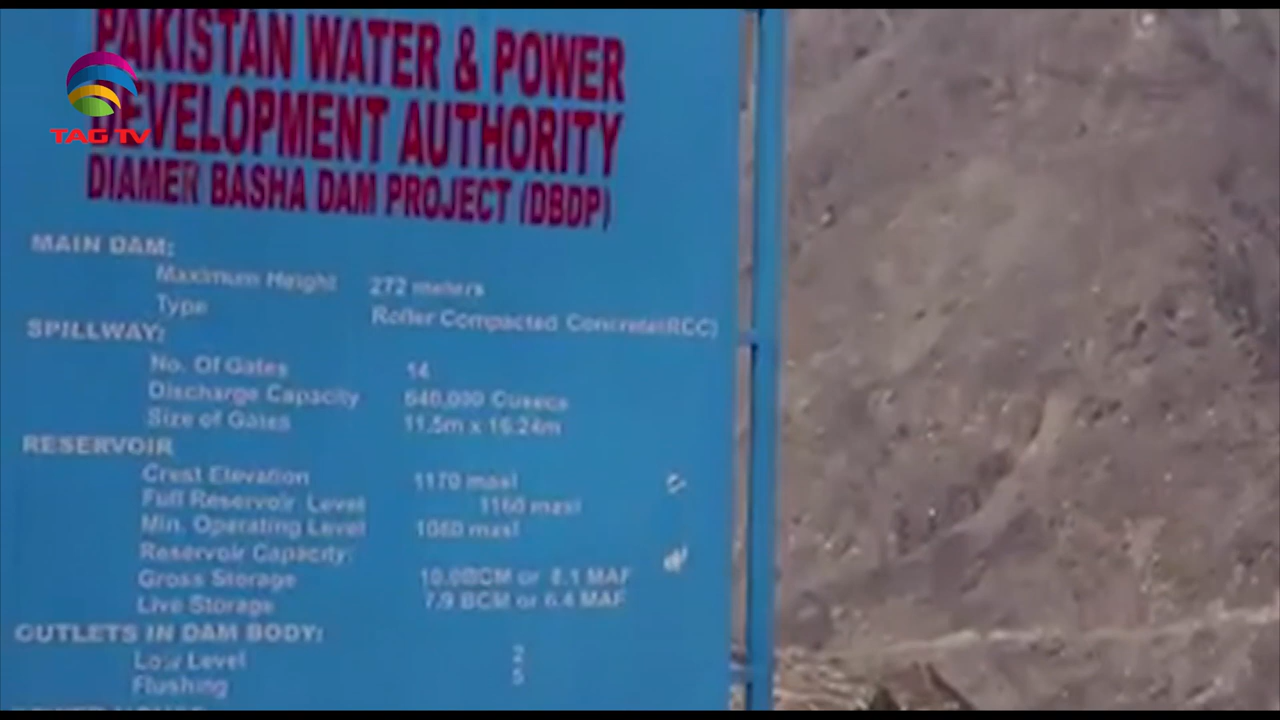 PAKISTAN WATER & POWER
DEVELOPMENT AUTHORITY
DIAMER BASHA DAM PROJECT (DBDP)
TAG TV
MAIN DAM:
Maximum Height 272 meters
Type Roller Compacted Concrete(RCC)
SPILLWAY:
No. Of Gates 14
Discharge Capacity Cusecs
Size of Gates 11.5m x 16.24m
RESERVOIR
Crest Elevation 1170 masl
Full Reservoir Level 1160 masl
Min. Operating Level 1060 masl
Reservoir Capacity:
Gross Storage 10.0BCM or 8.1 MAF
Live Storage 7.9 BCM or 6.4 MAF
OUTLETS IN DAM BODY:
Low Level 2
Flushing 5